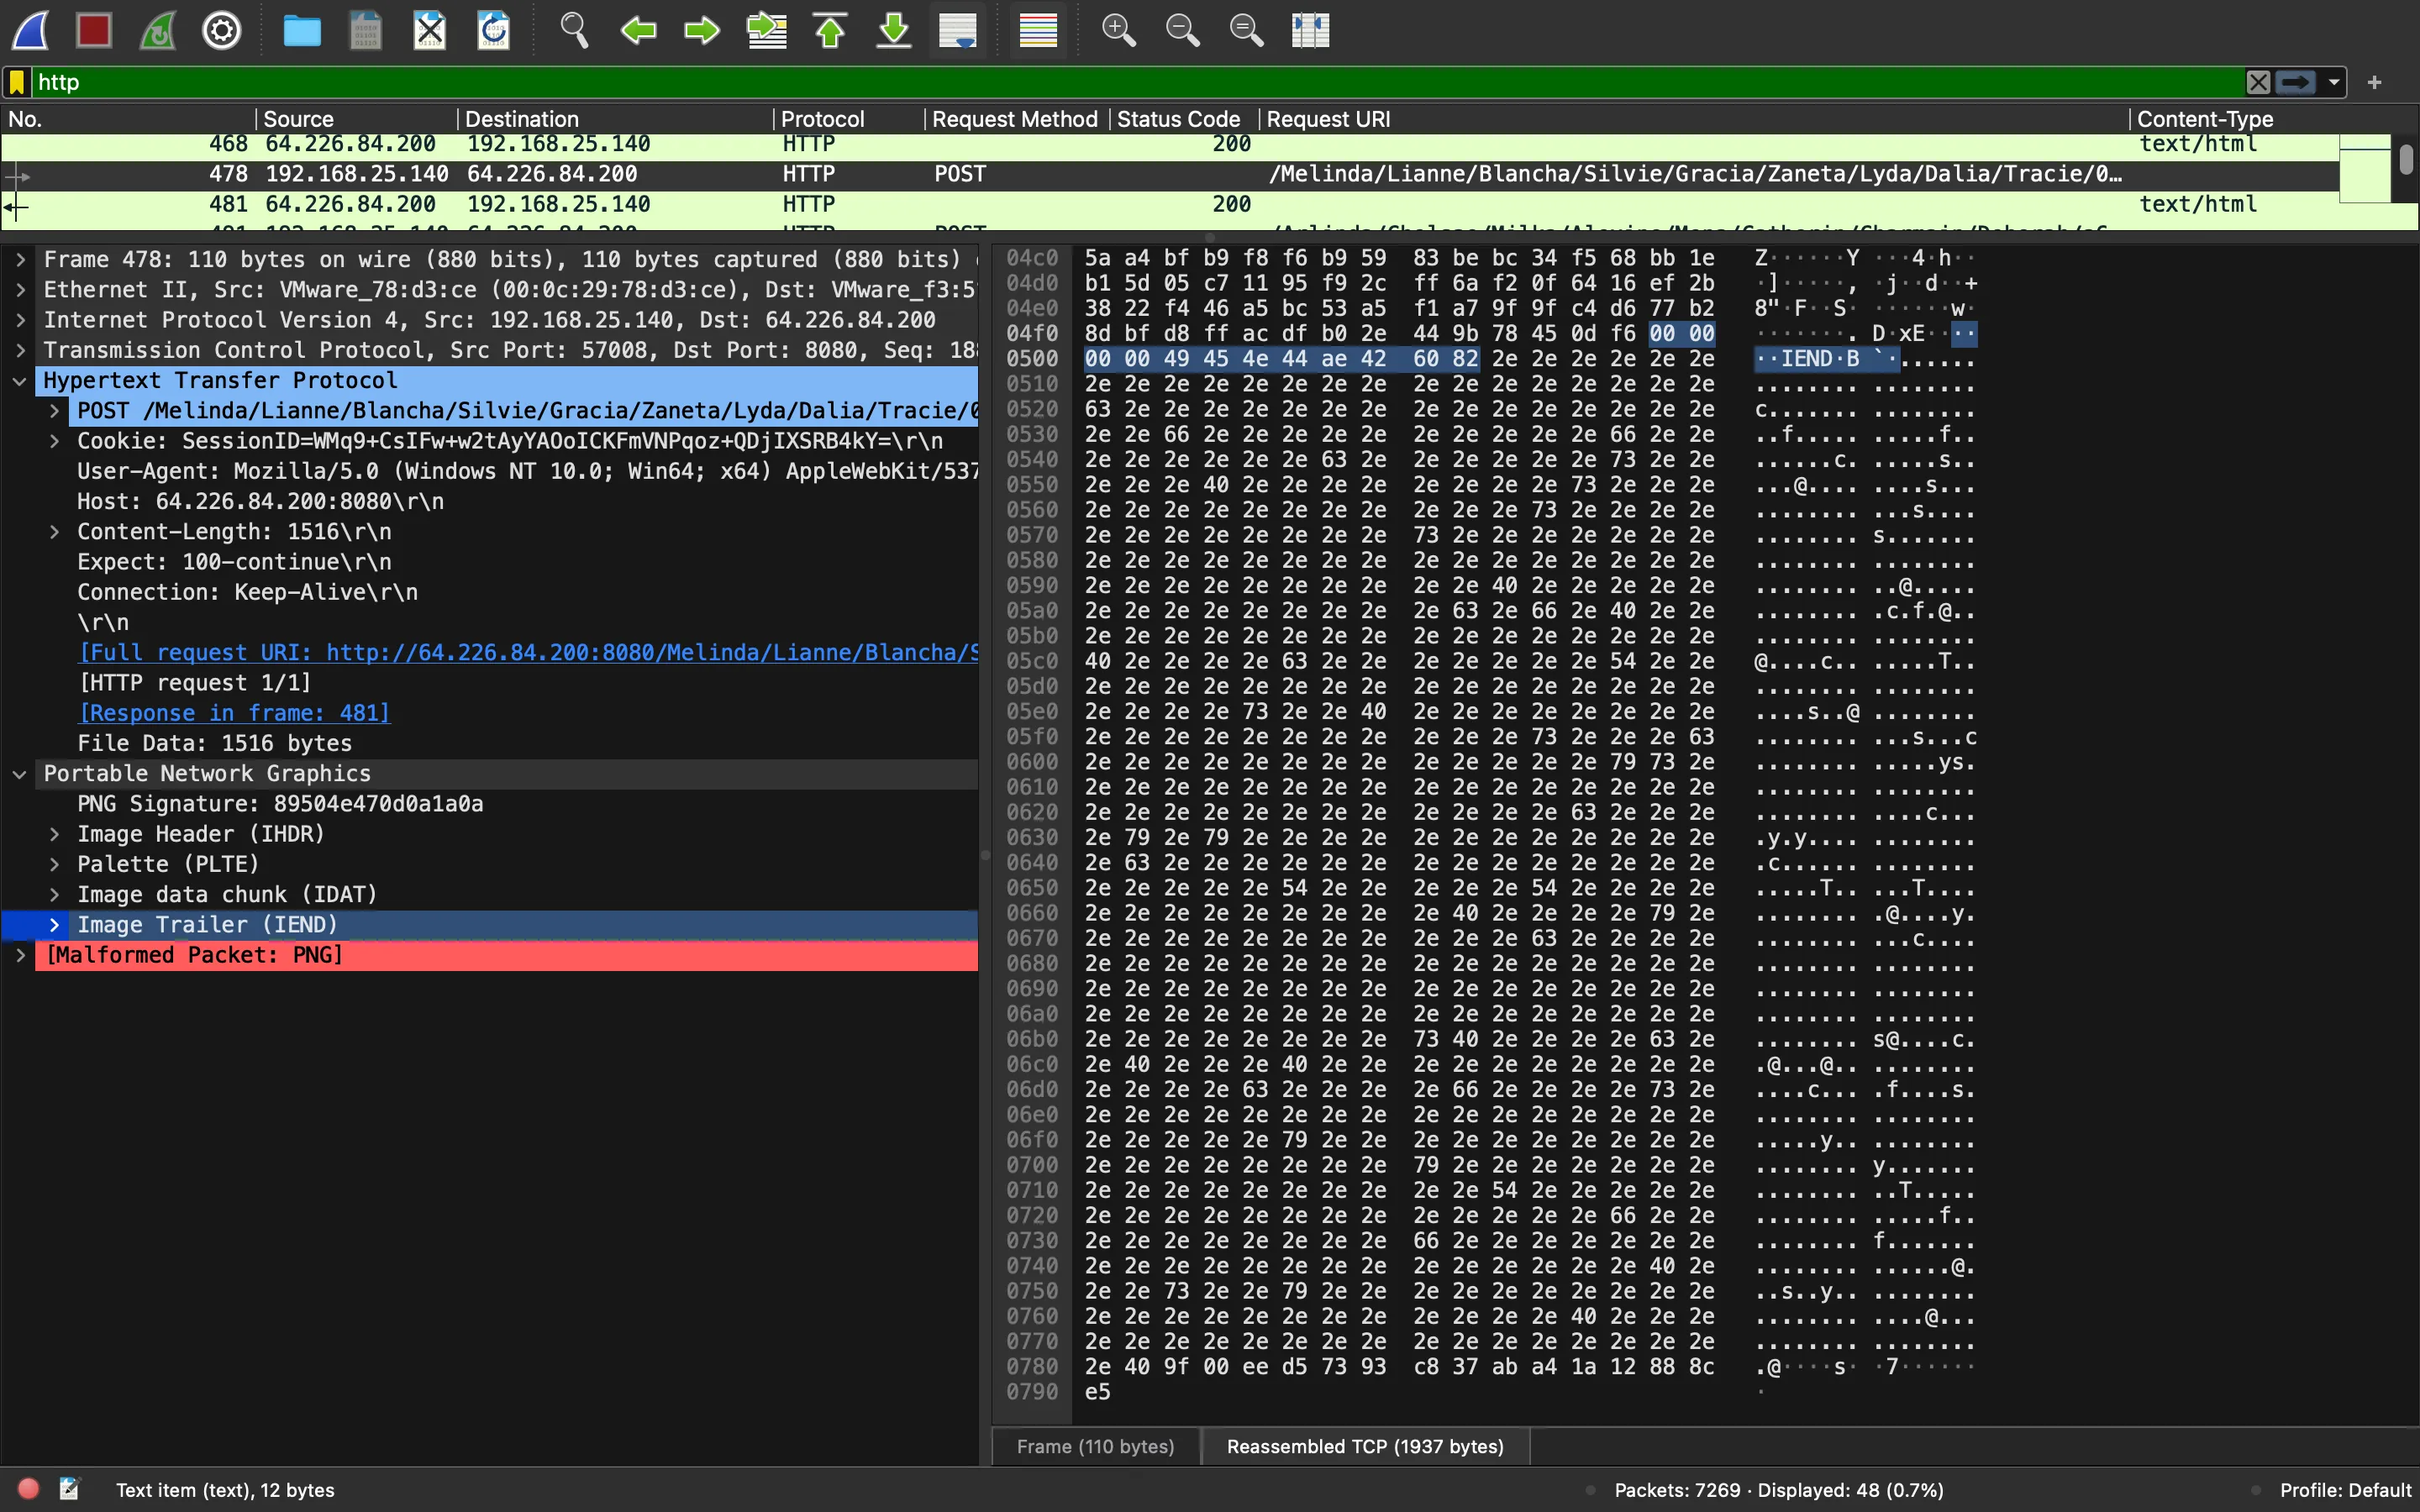 http
No. Source Destination Protocol Request Method Status Code Request URI Content-Type
468 64.226.84.200 192.168.25.140 HTTP 200 text/html
478 192.168.25.140 64.226.84.200 HTTP POST /Melinda/Lianne/Blancha/Silvie/Gracia/Zaneta/Lyda/Dalia/Tracie/0…
481 64.226.84.200 192.168.25.140 HTTP 200 text/html
Frame 478: 110 bytes on wire (880 bits), 110 bytes captured (880 bits)
Ethernet II, Src: VMware_78:d3:ce (00:0c:29:78:d3:ce), Dst: VMware_f3:5
Internet Protocol Version 4, Src: 192.168.25.140, Dst: 64.226.84.200
Transmission Control Protocol, Src Port: 57008, Dst Port: 8080, Seq: 18
Hypertext Transfer Protocol
POST /Melinda/Lianne/Blancha/Silvie/Gracia/Zaneta/Lyda/Dalia/Tracie/0
Cookie: SessionID=WMq9+CsIFw+w2tAyYAOoICKFmVNPqoz+QDjIXSRB4kY=\r\n
User-Agent: Mozilla/5.0 (Windows NT 10.0; Win64; x64) AppleWebKit/537
Host: 64.226.84.200:8080\r\n
Content-Length: 1516\r\n
Expect: 100-continue\r\n
Connection: Keep-Alive\r\n
\r\n
[Full request URI: http://64.226.84.200:8080/Melinda/Lianne/Blancha/S
[HTTP request 1/1]
[Response in frame: 481]
File Data: 1516 bytes
Portable Network Graphics
PNG Signature: 89504e470d0a1a0a
Image Header (IHDR)
Palette (PLTE)
Image data chunk (IDAT)
Image Trailer (IEND)
[Malformed Packet: PNG]
04c0 5a a4 bf b9 f8 f6 b9 59 83 be bc 34 f5 68 bb 1e Z······Y ···4·h··
04d0 b1 5d 05 c7 11 95 f9 2c ff 6a f2 0f 64 16 ef 2b ·]·····, ·j··d··+
04e0 38 22 f4 46 a5 bc 53 a5 f1 a7 9f 9f c4 d6 77 b2 8"·F··S· ······w·
04f0 8d bf d8 ff ac df b0 2e 44 9b 78 45 0d f6 00 00 ·······. D·xE····
0500 00 00 49 45 4e 44 ae 42 60 82 2e 2e 2e 2e 2e 2e ··IEND·B `·......
0510 2e 2e 2e 2e 2e 2e 2e 2e 2e 2e 2e 2e 2e 2e 2e 2e ........ ........
0520 63 2e 2e 2e 2e 2e 2e 2e 2e 2e 2e 2e 2e 2e 2e 2e c....... ........
0530 2e 2e 66 2e 2e 2e 2e 2e 2e 2e 2e 2e 2e 66 2e 2e ..f..... .....f..
0540 2e 2e 2e 2e 2e 2e 63 2e 2e 2e 2e 2e 2e 73 2e 2e ......c. .....s..
0550 2e 2e 2e 40 2e 2e 2e 2e 2e 2e 2e 2e 73 2e 2e 2e ...@.... ....s...
0560 2e 2e 2e 2e 2e 2e 2e 2e 2e 2e 2e 73 2e 2e 2e 2e ........ ...s....
0570 2e 2e 2e 2e 2e 2e 2e 2e 73 2e 2e 2e 2e 2e 2e 2e ........ s.......
0580 2e 2e 2e 2e 2e 2e 2e 2e 2e 2e 2e 2e 2e 2e 2e 2e ........ ........
0590 2e 2e 2e 2e 2e 2e 2e 2e 2e 2e 40 2e 2e 2e 2e 2e ........ ..@.....
05a0 2e 2e 2e 2e 2e 2e 2e 2e 2e 63 2e 66 2e 40 2e 2e ........ .c.f.@..
05b0 2e 2e 2e 2e 2e 2e 2e 2e 2e 2e 2e 2e 2e 2e 2e 2e ........ ........
05c0 40 2e 2e 2e 2e 63 2e 2e 2e 2e 2e 2e 2e 54 2e 2e @....c.. .....T..
05d0 2e 2e 2e 2e 2e 2e 2e 2e 2e 2e 2e 2e 2e 2e 2e 2e ........ ........
05e0 2e 2e 2e 2e 73 2e 2e 40 2e 2e 2e 2e 2e 2e 2e 2e ....s..@ ........
05f0 2e 2e 2e 2e 2e 2e 2e 2e 2e 2e 2e 73 2e 2e 2e 63 ........ ...s...c
0600 2e 2e 2e 2e 2e 2e 2e 2e 2e 2e 2e 2e 2e 79 73 2e ........ .....ys.
0610 2e 2e 2e 2e 2e 2e 2e 2e 2e 2e 2e 2e 2e 2e 2e 2e ........ ........
0620 2e 2e 2e 2e 2e 2e 2e 2e 2e 2e 2e 2e 63 2e 2e 2e ........ ....c...
0630 2e 79 2e 79 2e 2e 2e 2e 2e 2e 2e 2e 2e 2e 2e 2e .y.y.... ........
0640 2e 63 2e 2e 2e 2e 2e 2e 2e 2e 2e 2e 2e 2e 2e 2e .c...... ........
0650 2e 2e 2e 2e 2e 54 2e 2e 2e 2e 2e 54 2e 2e 2e 2e .....T.. ...T....
0660 2e 2e 2e 2e 2e 2e 2e 2e 2e 40 2e 2e 2e 2e 79 2e ........ .@....y.
0670 2e 2e 2e 2e 2e 2e 2e 2e 2e 2e 2e 63 2e 2e 2e 2e ........ ...c....
0680 2e 2e 2e 2e 2e 2e 2e 2e 2e 2e 2e 2e 2e 2e 2e 2e ........ ........
0690 2e 2e 2e 2e 2e 2e 2e 2e 2e 2e 2e 2e 2e 2e 2e 2e ........ ........
06a0 2e 2e 2e 2e 2e 2e 2e 2e 2e 2e 2e 2e 2e 2e 2e 2e ........ ........
06b0 2e 2e 2e 2e 2e 2e 2e 2e 73 40 2e 2e 2e 2e 63 2e ........ s@....c.
06c0 2e 40 2e 2e 2e 40 2e 2e 2e 2e 2e 2e 2e 2e 2e 2e .@...@.. ........
06d0 2e 2e 2e 2e 63 2e 2e 2e 2e 66 2e 2e 2e 2e 73 2e ....c... .f....s.
06e0 2e 2e 2e 2e 2e 2e 2e 2e 2e 2e 2e 2e 2e 2e 2e 2e ........ ........
06f0 2e 2e 2e 2e 2e 79 2e 2e 2e 2e 2e 2e 2e 2e 2e 2e .....y.. ........
0700 2e 2e 2e 2e 2e 2e 2e 2e 79 2e 2e 2e 2e 2e 2e 2e ........ y.......
0710 2e 2e 2e 2e 2e 2e 2e 2e 2e 2e 54 2e 2e 2e 2e 2e ........ ..T.....
0720 2e 2e 2e 2e 2e 2e 2e 2e 2e 2e 2e 2e 2e 66 2e 2e ........ .....f..
0730 2e 2e 2e 2e 2e 2e 2e 2e 66 2e 2e 2e 2e 2e 2e 2e ........ f.......
0740 2e 2e 2e 2e 2e 2e 2e 2e 2e 2e 2e 2e 2e 2e 40 2e ........ ......@.
0750 2e 2e 73 2e 2e 79 2e 2e 2e 2e 2e 2e 2e 2e 2e 2e ..s..y.. ........
0760 2e 2e 2e 2e 2e 2e 2e 2e 2e 2e 2e 2e 40 2e 2e 2e ........ ....@...
0770 2e 2e 2e 2e 2e 2e 2e 2e 2e 2e 2e 2e 2e 2e 2e 2e ........ ........
0780 2e 40 9f 00 ee d5 73 93 c8 37 ab a4 1a 12 88 8c .@····s· ·7······
0790 e5 ·
Frame (110 bytes) Reassembled TCP (1937 bytes)
Text item (text), 12 bytes Packets: 7269 · Displayed: 48 (0.7%) Profile: Default